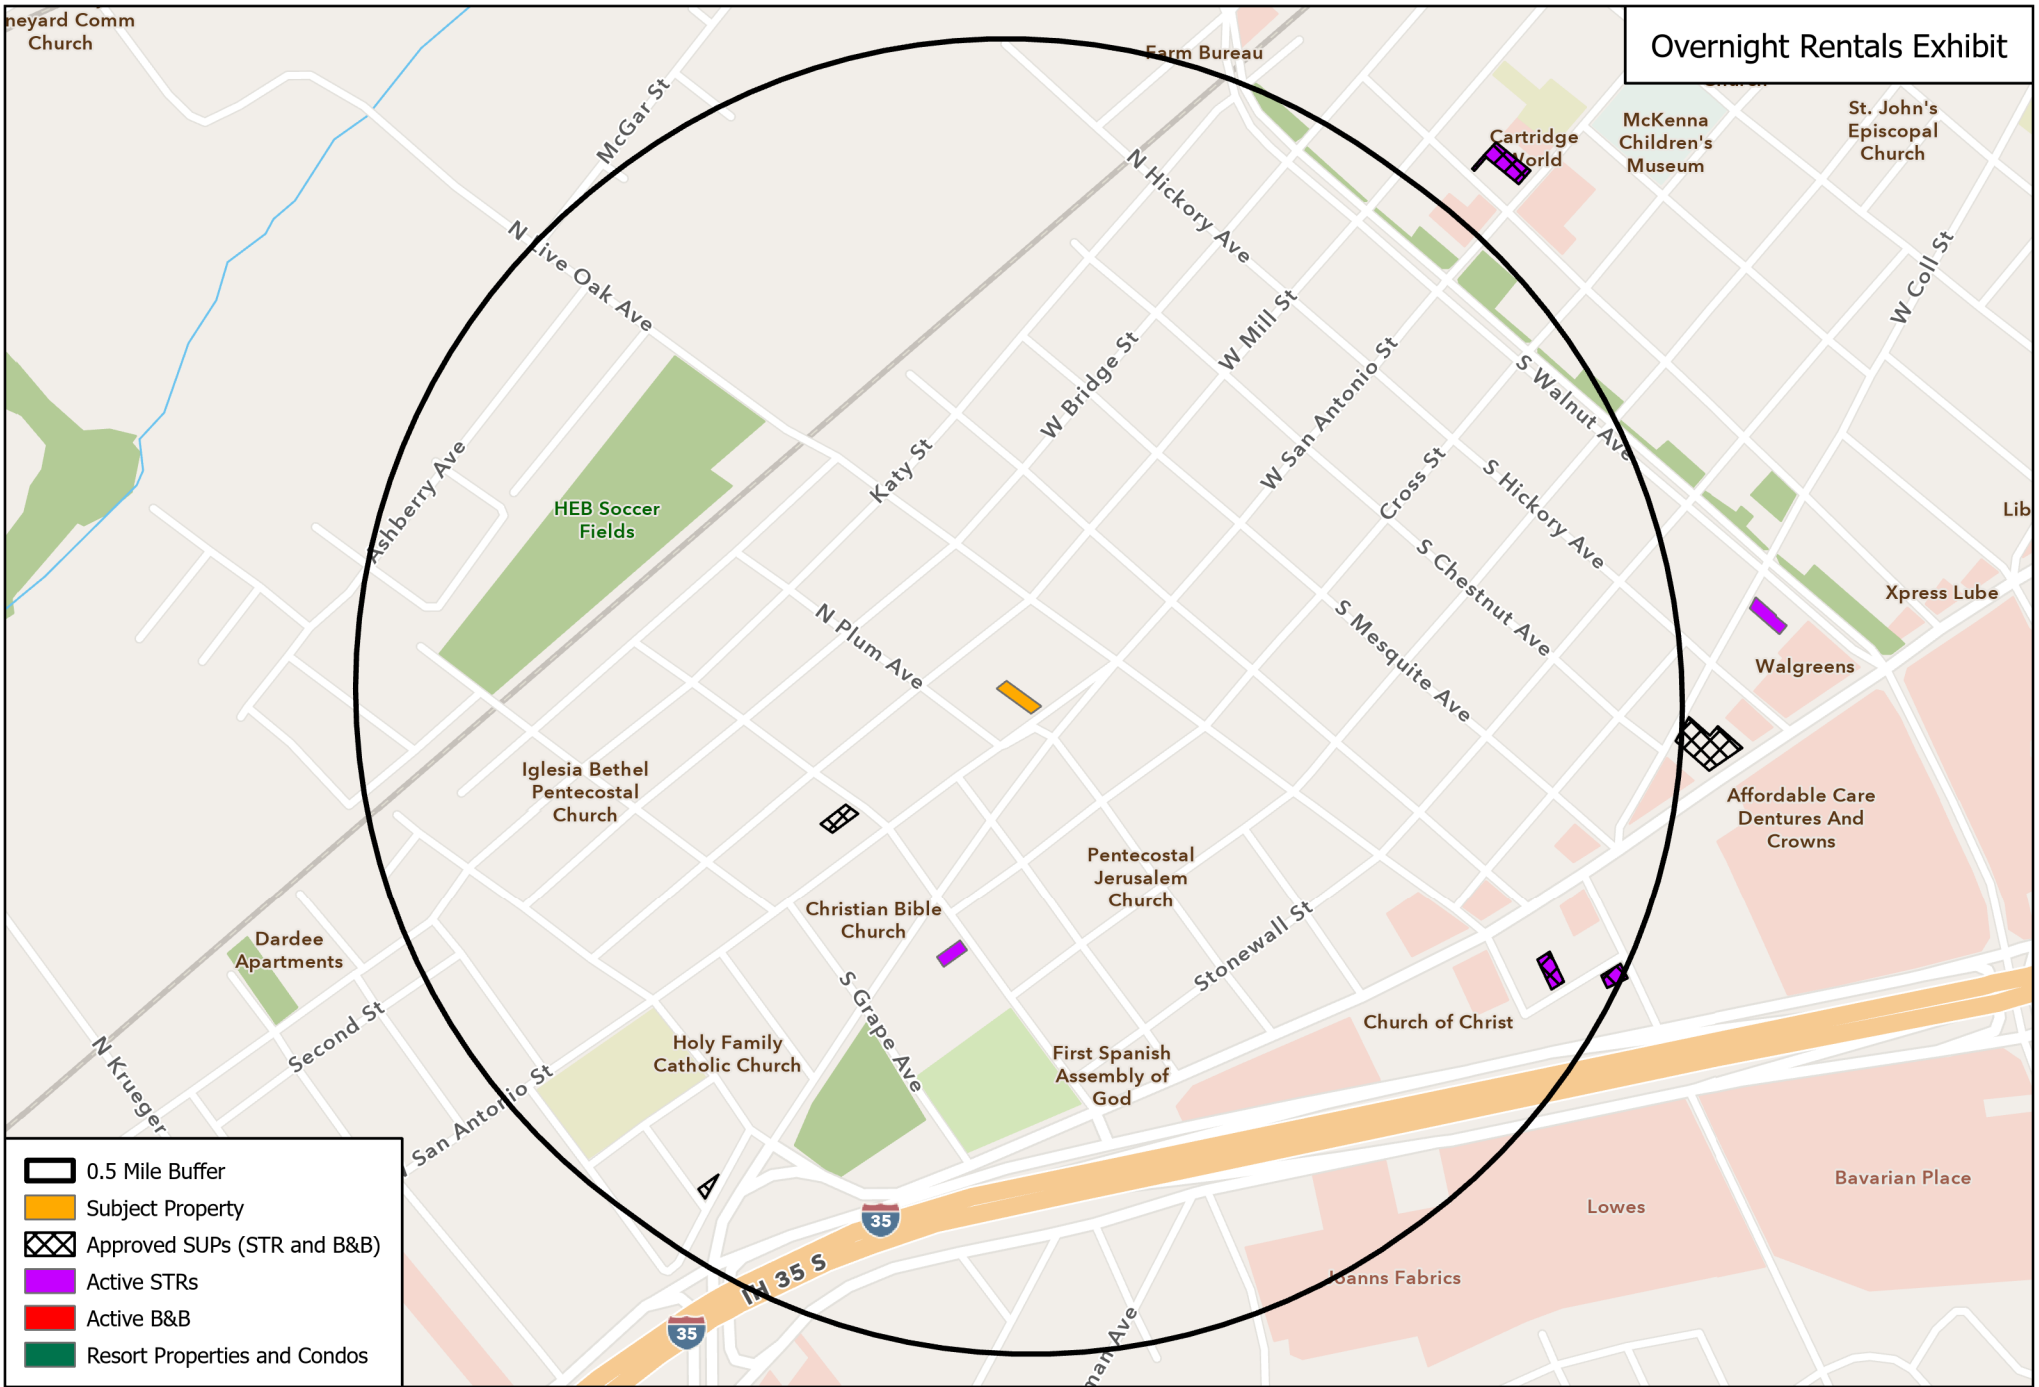 Overnight Rentals Exhibit
neyard Comm
Church
Farm Bureau
Church
McGar St
Cartridge
World
McKenna
Children's
Museum
St. John's
Episcopal
Church
N Hickory Ave
N Live Oak Ave
W Coll St
W Mill St
W Bridge St
W San Antonio St
S Walnut Ave
Katy St
Cross St
S Hickory Ave
Ashberry Ave
HEB Soccer
Fields
Lib
S Chestnut Ave
Xpress Lube
N Plum Ave
S Mesquite Ave
Walgreens
Iglesia Bethel
Pentecostal
Church
Affordable Care
Dentures And
Crowns
Pentecostal
Jerusalem
Church
Christian Bible
Church
Dardee
Apartments
Stonewall St
S Grape Ave
Second St
Church of Christ
N Krueger
Holy Family
Catholic Church
First Spanish
Assembly of
God
San Antonio St
Bavarian Place
Lowes
35
IH 35 S
Joanns Fabrics
35
man Ave
0.5 Mile Buffer
Subject Property
Approved SUPs (STR and B&B)
Active STRs
Active B&B
Resort Properties and Condos